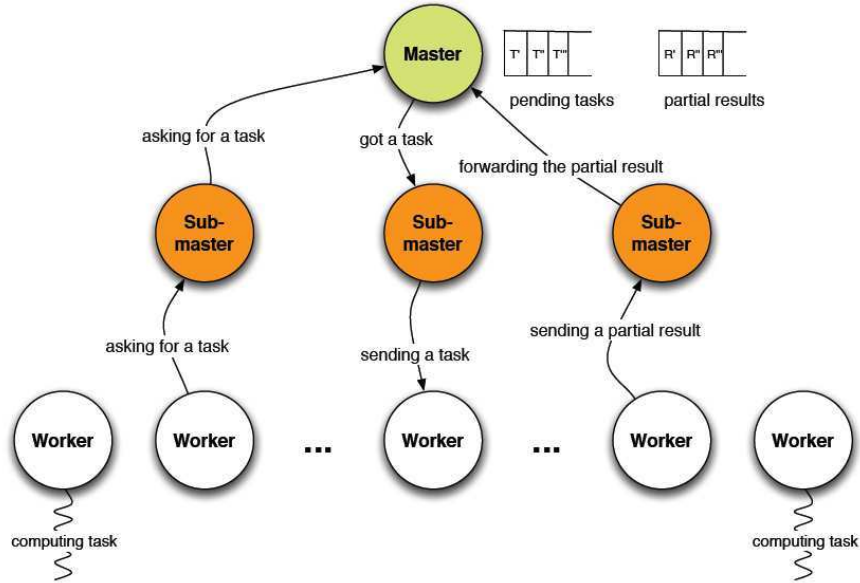 Master
T' T'' T'''
R' R'' R'''
pending tasks
partial results
asking for a task
got a task
forwarding the partial result
Sub-
master
Sub-
master
Sub-
master
asking for a task
sending a task
sending a partial result
Worker
Worker
...
Worker
...
Worker
Worker
computing task
computing task